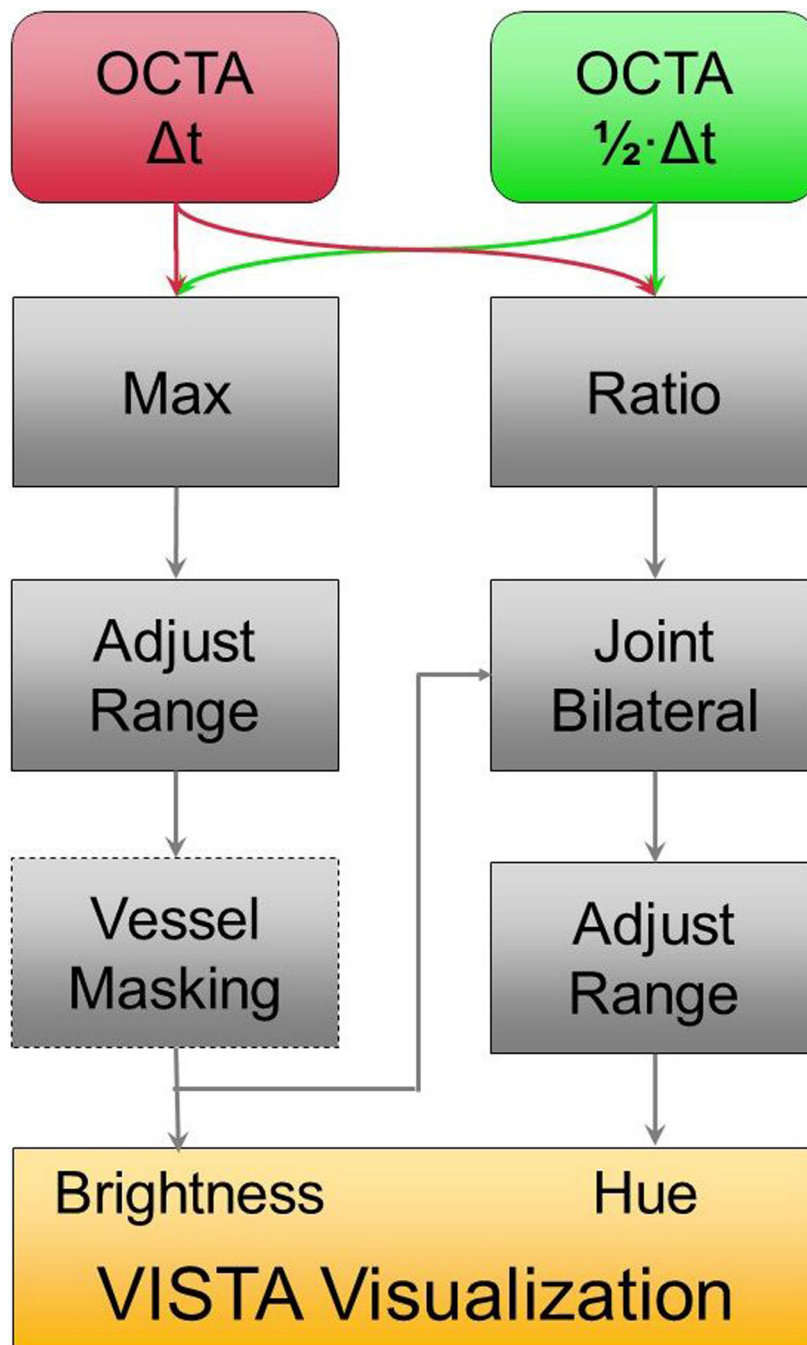 OCTA
Δt
OCTA
½·Δt
Max
Ratio
Adjust
Range
Joint
Bilateral
Vessel
Masking
Adjust
Range
Brightness
Hue
VISTA Visualization